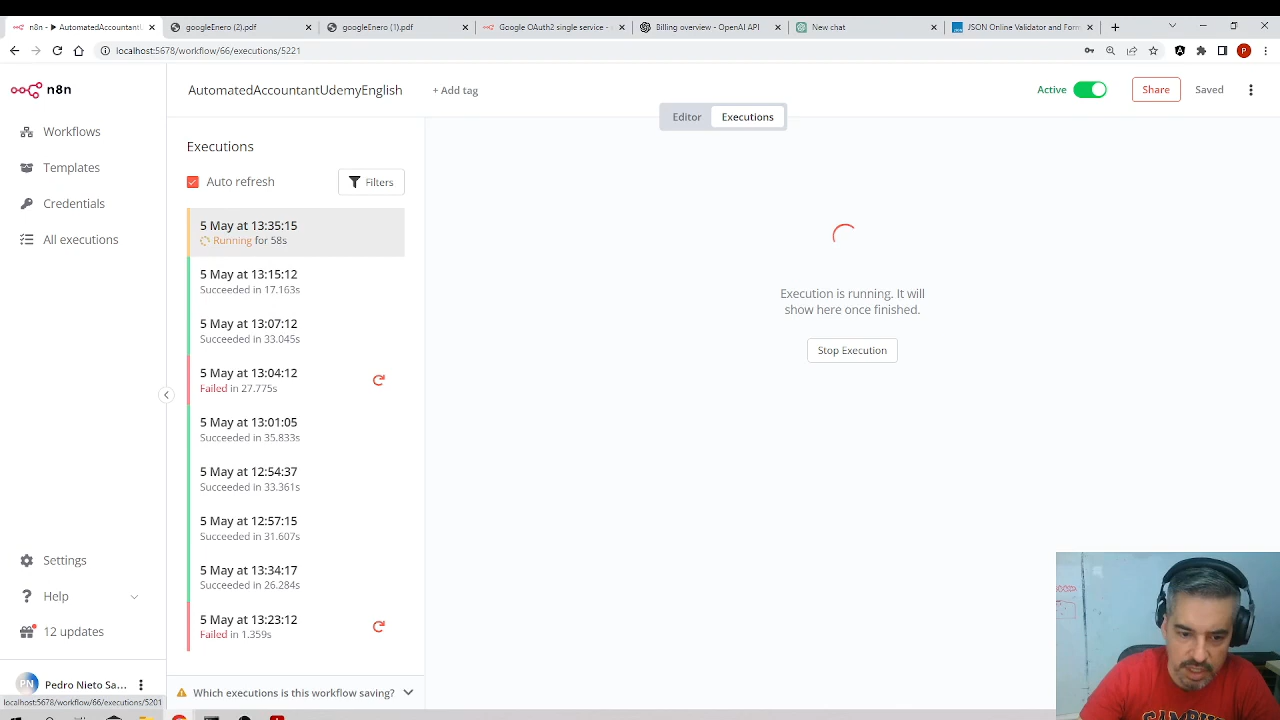 n8n - ▶ AutomatedAccountant
googleEnero (2).pdf
googleEnero (1).pdf
Google OAuth2 single service -
Billing overview - OpenAI API
New chat
JSON Online Validator and Form
localhost:5678/workflow/66/executions/5221
P
n8n
AutomatedAccountantUdemyEnglish
+ Add tag
Active
Share
Saved
Editor
Executions
Workflows
Templates
Credentials
All executions
Executions
Auto refresh
Filters
5 May at 13:35:15
Running for 58s
5 May at 13:15:12
Succeeded in 17.163s
5 May at 13:07:12
Succeeded in 33.045s
5 May at 13:04:12
Failed in 27.775s
5 May at 13:01:05
Succeeded in 35.833s
5 May at 12:54:37
Succeeded in 33.361s
5 May at 12:57:15
Succeeded in 31.607s
5 May at 13:34:17
Succeeded in 26.284s
5 May at 13:23:12
Failed in 1.359s
Which executions is this workflow saving?
Execution is running. It will
show here once finished.
Stop Execution
Settings
Help
12 updates
PN
Pedro Nieto Sa...
localhost:5678/workflow/66/executions/5201